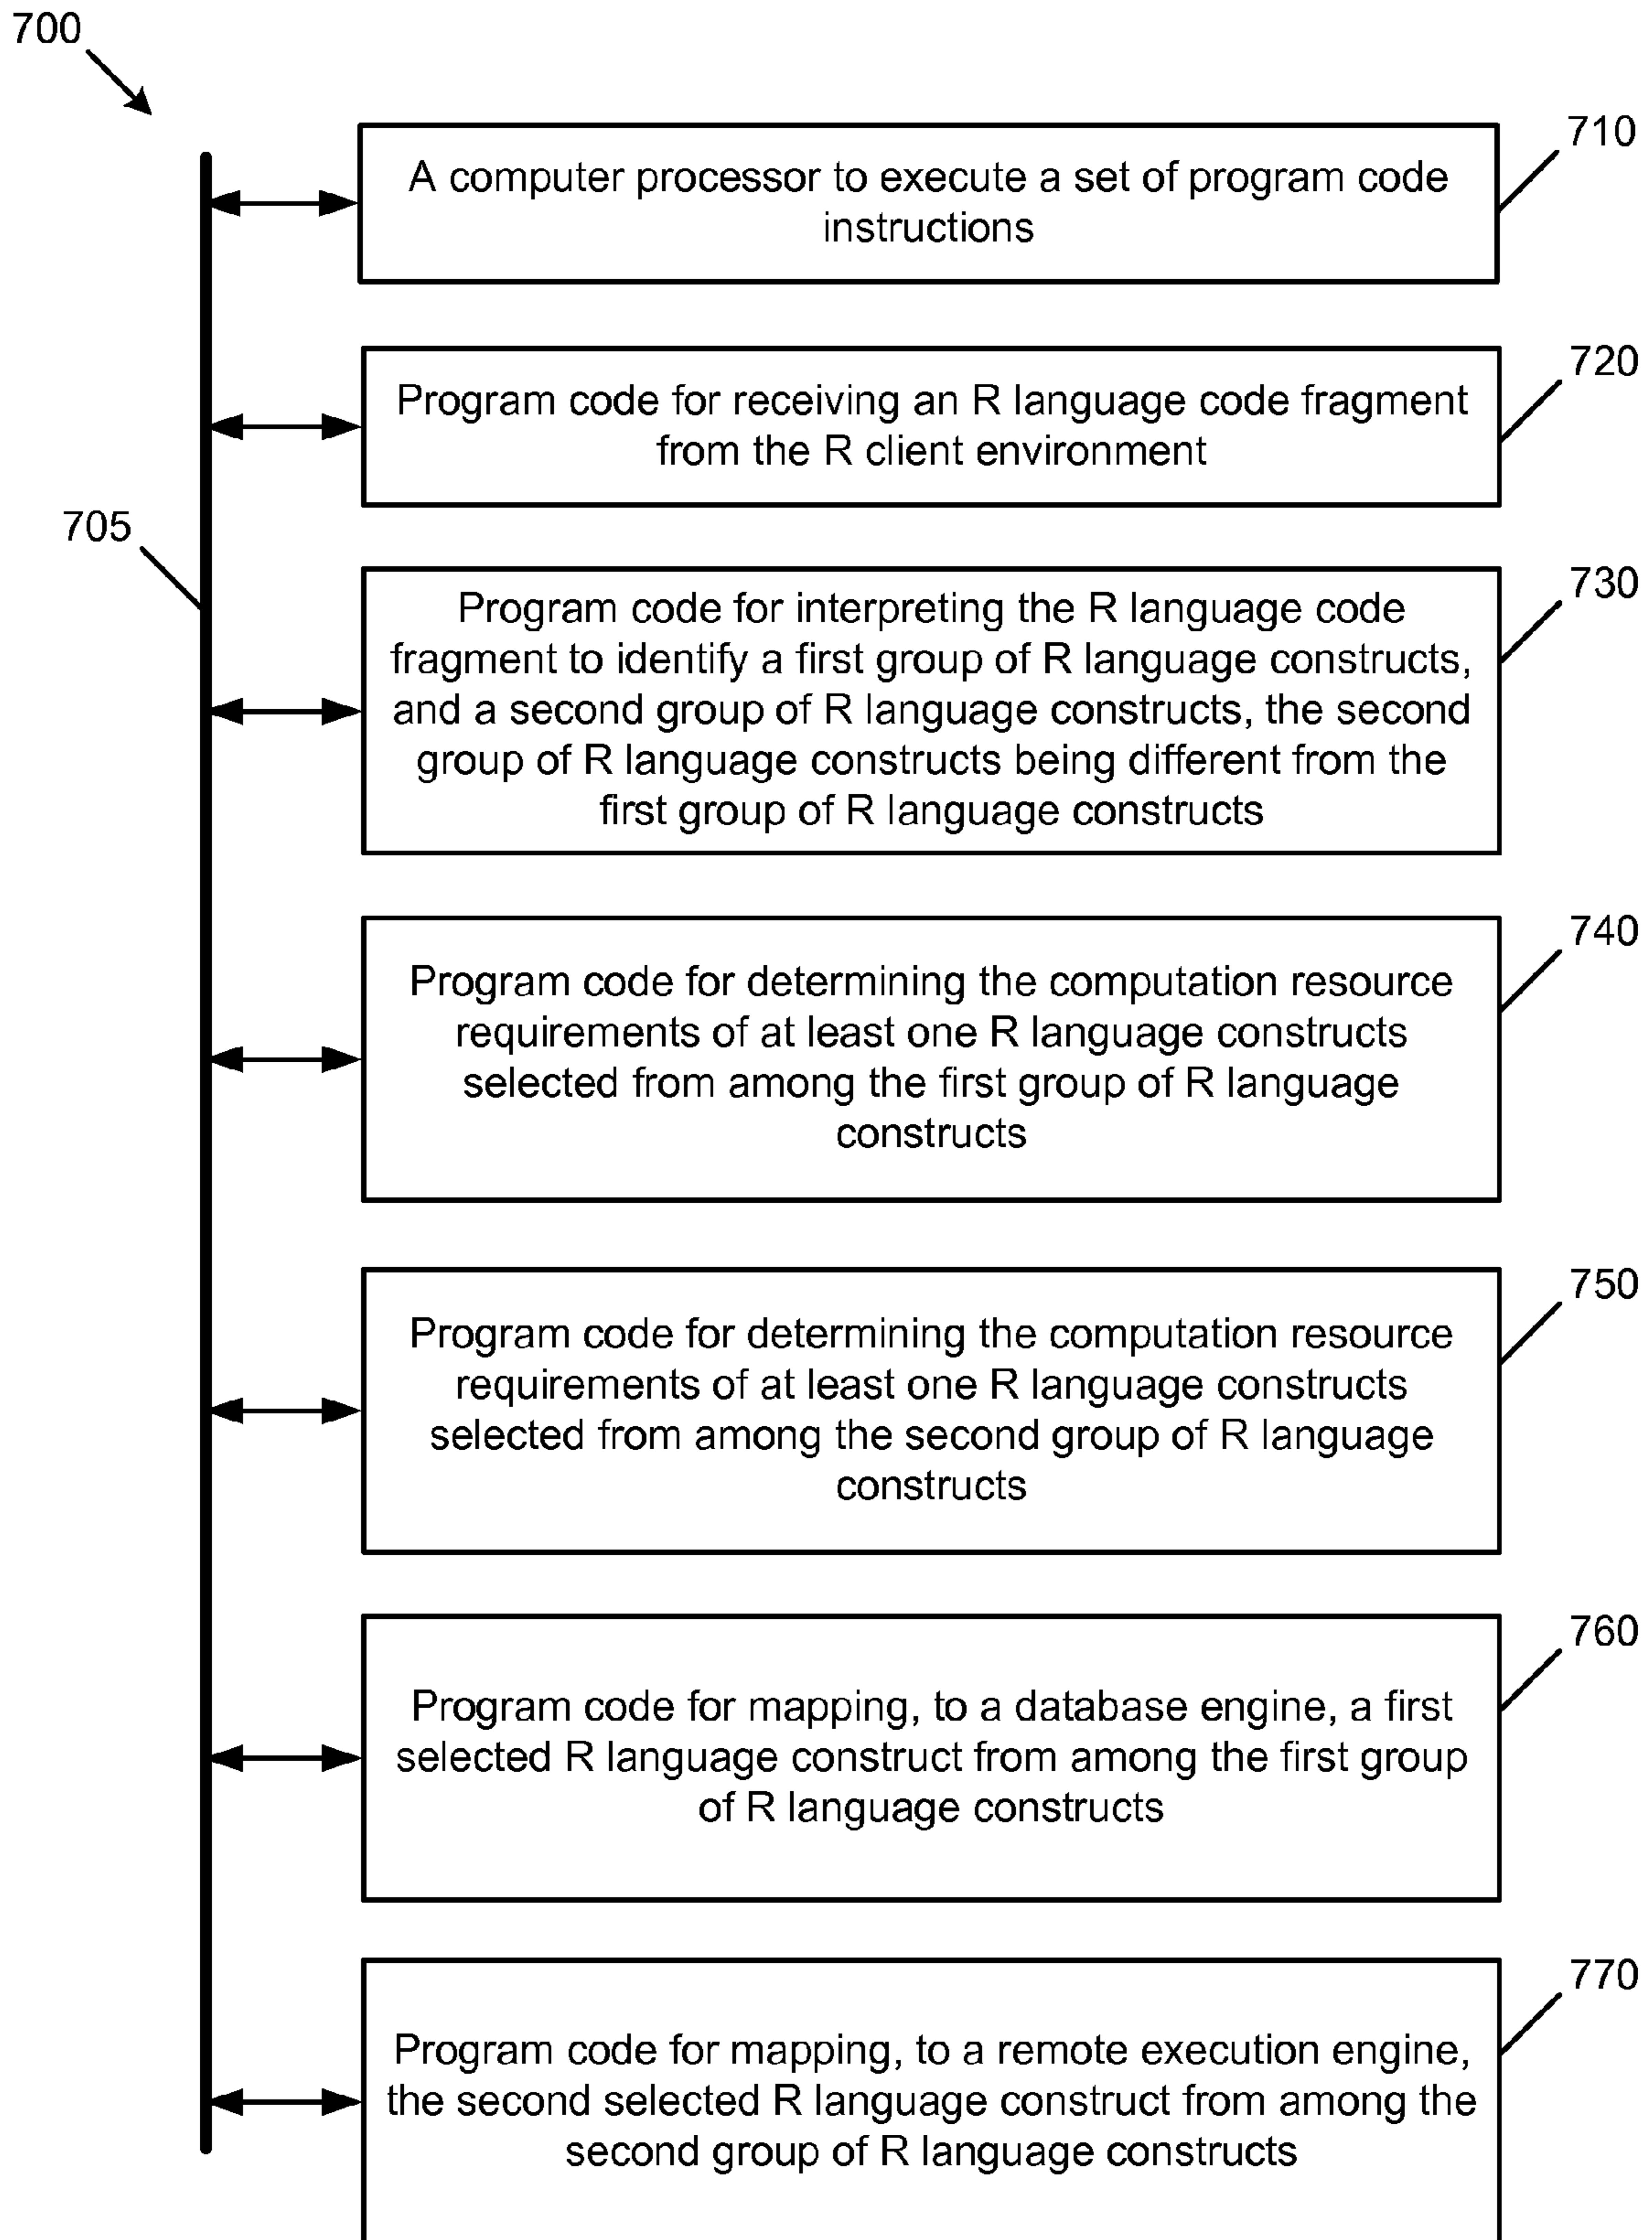 700
710
A computer processor to execute a set of program code
instructions
720
Program code for receiving an R language code fragment
from the R client environment
705
730
Program code for interpreting the R language code
fragment to identify a first group of R language constructs,
and a second group of R language constructs, the second
group of R language constructs being different from the
first group of R language constructs
740
Program code for determining the computation resource
requirements of at least one R language constructs
selected from among the first group of R language
constructs
750
Program code for determining the computation resource
requirements of at least one R language constructs
selected from among the second group of R language
constructs
760
Program code for mapping, to a database engine, a first
selected R language construct from among the first group
of R language constructs
770
Program code for mapping, to a remote execution engine,
the second selected R language construct from among the
second group of R language constructs